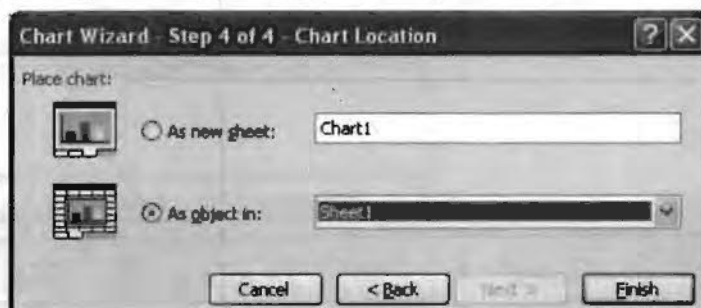 Chart Wizard - Step 4 of 4 - Chart Location
Place chart:
As new sheet: Chart1
As object in: Sheet1
Cancel < Back Next > Finish